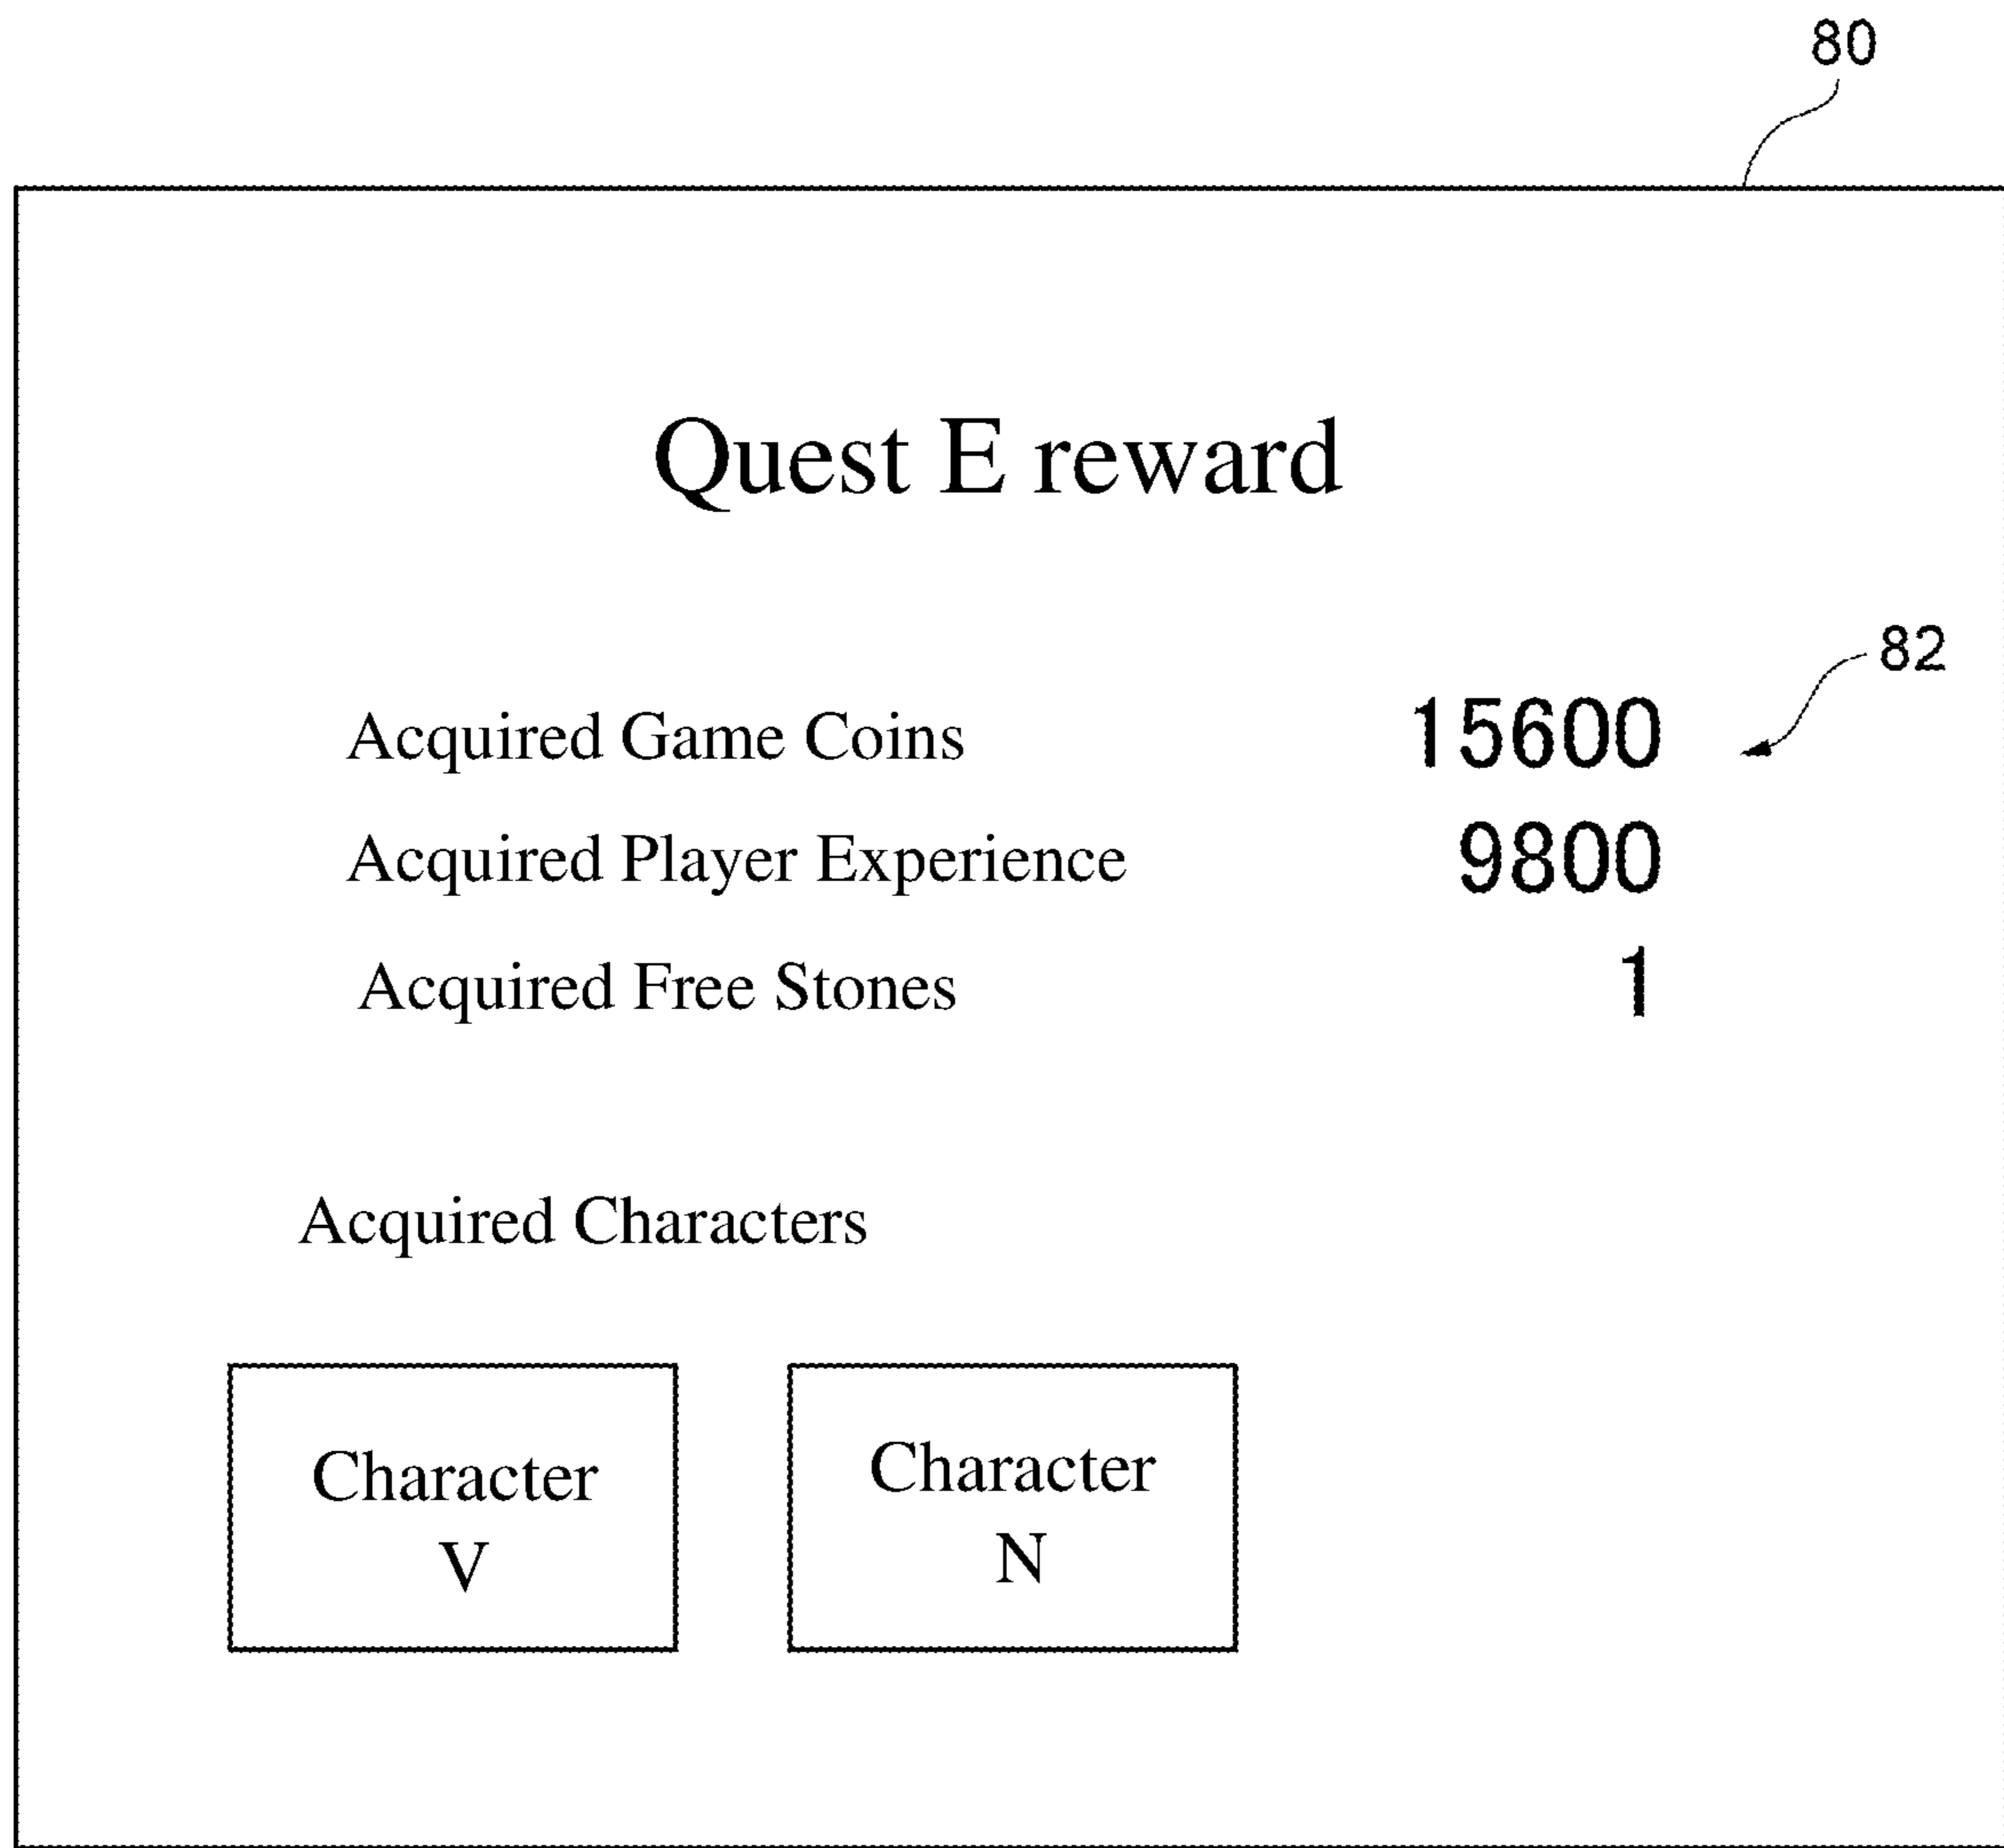 80
Quest E reward
82
Acquired Game Coins 15600
Acquired Player Experience 9800
Acquired Free Stones 1
Acquired Characters
Character Character
V N